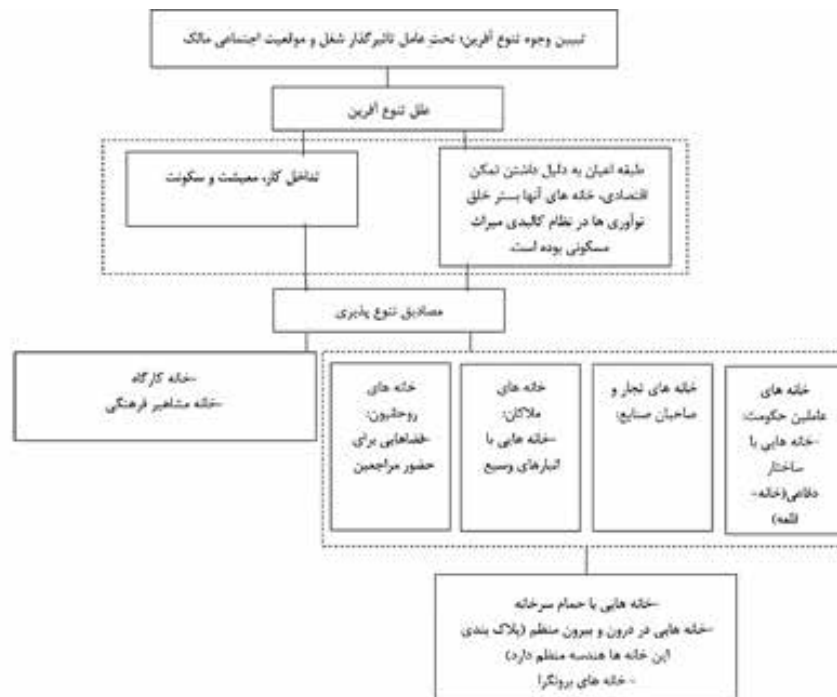 تبیین وجوه تنوع آفرین: تحت عامل تاثیرگذار شغل و موقعیت اجتماعی مالک
علل تنوع آفرین
طبقه اعیان به دلیل داشتن تمکن
اقتصادی، خانه های آنها بستر خلق
نوآوری ها در نظام کالبدی میراث
مسکونی بوده است.
تداخل کار، معیشت و سکونت
مصادیق تنوع پذیری
خانه های
عاملین حکومت:
-خانه هایی با
ساختار
دفاعی(خانه-
قلعه)
خانه های تجار و
صاحبان صنایع:
خانه های
ملاکان:
-خانه هایی با
انبارهای وسیع
خانه های
روحانیون:
-فضاهایی برای
حضور مراجعین
-خانه کارگاه
-خانه مشاهیر فرهنگی
-خانه هایی با حمام سرخانه
-خانه هایی در درون و بیرون منظم (پلاک بندی
این خانه ها هندسه منظم دارد)
- خانه های برونگرا